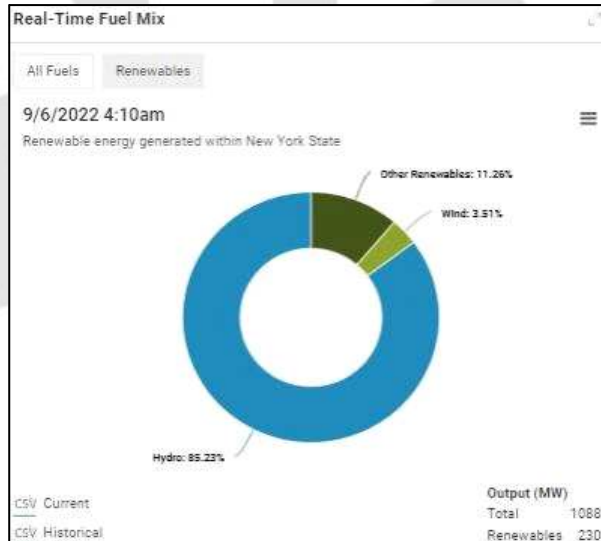 Real-Time Fuel Mix
All Fuels Renewables
9/6/2022 4:10am
Renewable energy generated within New York State
Other Renewables: 11.26%
Wind: 3.51%
Hydro: 85.23%
CSV Current
CSV Historical
Output (MW)
Total 1088
Renewables 230